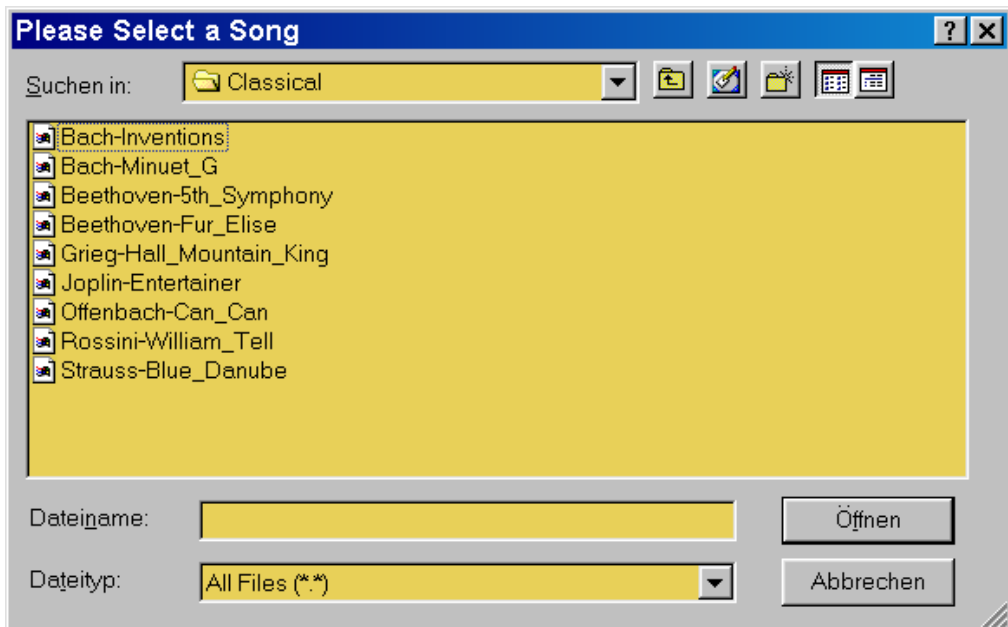 Please Select a Song
Suchen in: Classical
Bach-Inventions
Bach-Minuet_G
Beethoven-5th_Symphony
Beethoven-Fur_Elise
Grieg-Hall_Mountain_King
Joplin-Entertainer
Offenbach-Can_Can
Rossini-William_Tell
Strauss-Blue_Danube
Dateiname: Öffnen
Dateityp: All Files (*.*) Abbrechen